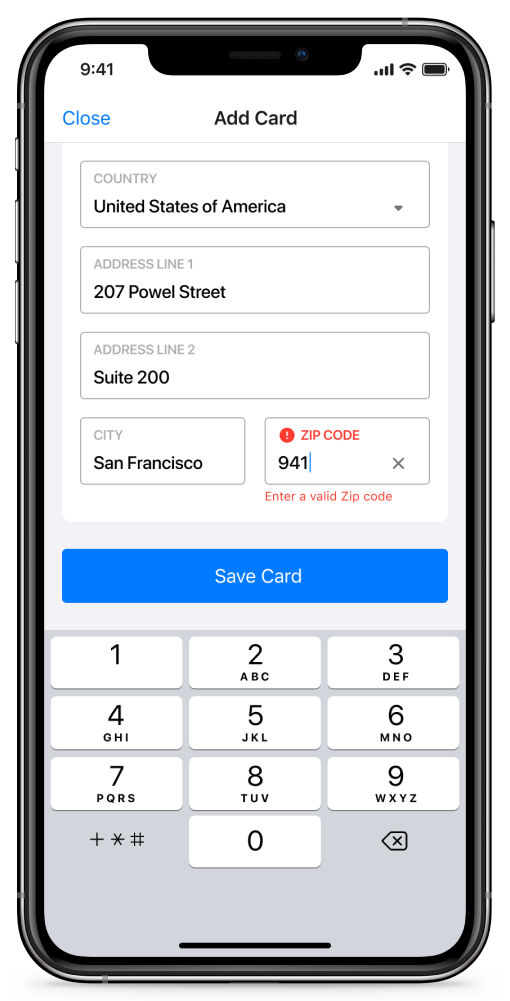 9:41
Close Add Card
COUNTRY
United States of America
ADDRESS LINE 1
207 Powel Street
ADDRESS LINE 2
Suite 200
CITY
San Francisco
ZIP CODE
941
Enter a valid Zip code
Save Card
1 2 3
ABC DEF
4 5 6
GHI JKL MNO
7 8 9
PQRS TUV WXYZ
+*# 0